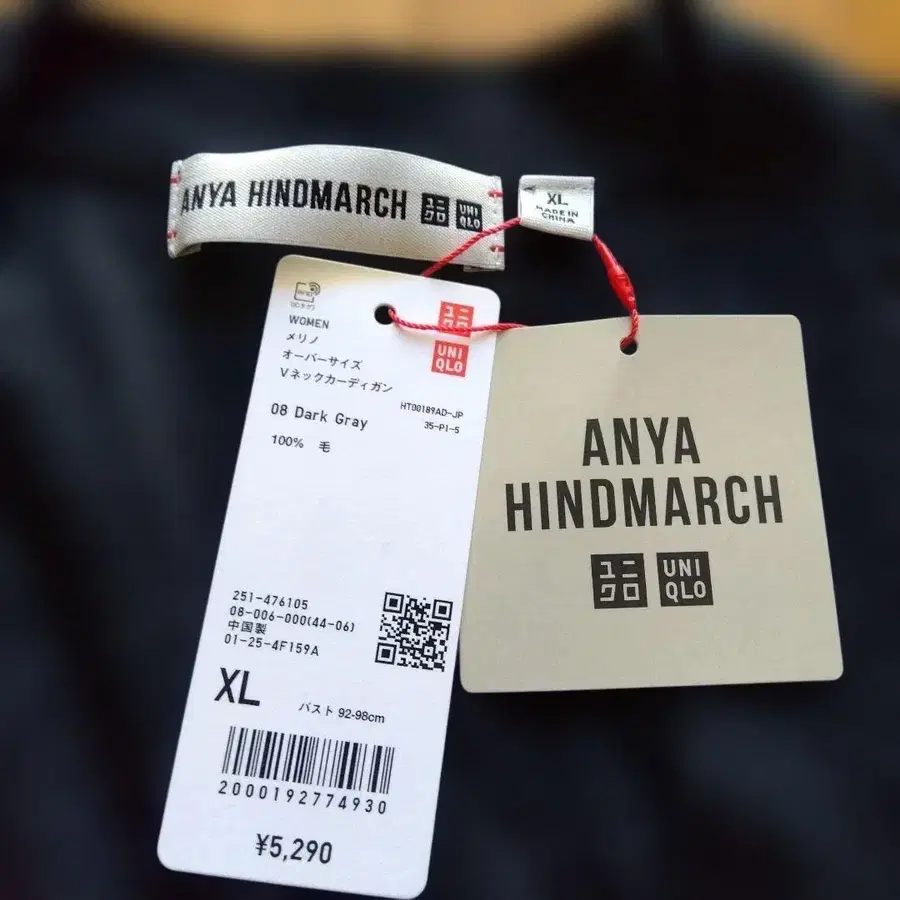 ANYA HINDMARCH ユニクロ UNIQLO
XL
MADE IN
CHINA
RFID
WOMEN
メリノ
オーバーサイズ
Vネックカーディガン
ユニクロ
UNIQLO
08 Dark Gray
HT00189AD-JP
35-PI-5
100% 毛
251-476105
08-006-000(44-06)
中国製
01-25-4F159A
XL
バスト 92-98cm
2000192774930
¥5,290
ANYA
HINDMARCH
ユニクロ UNIQLO